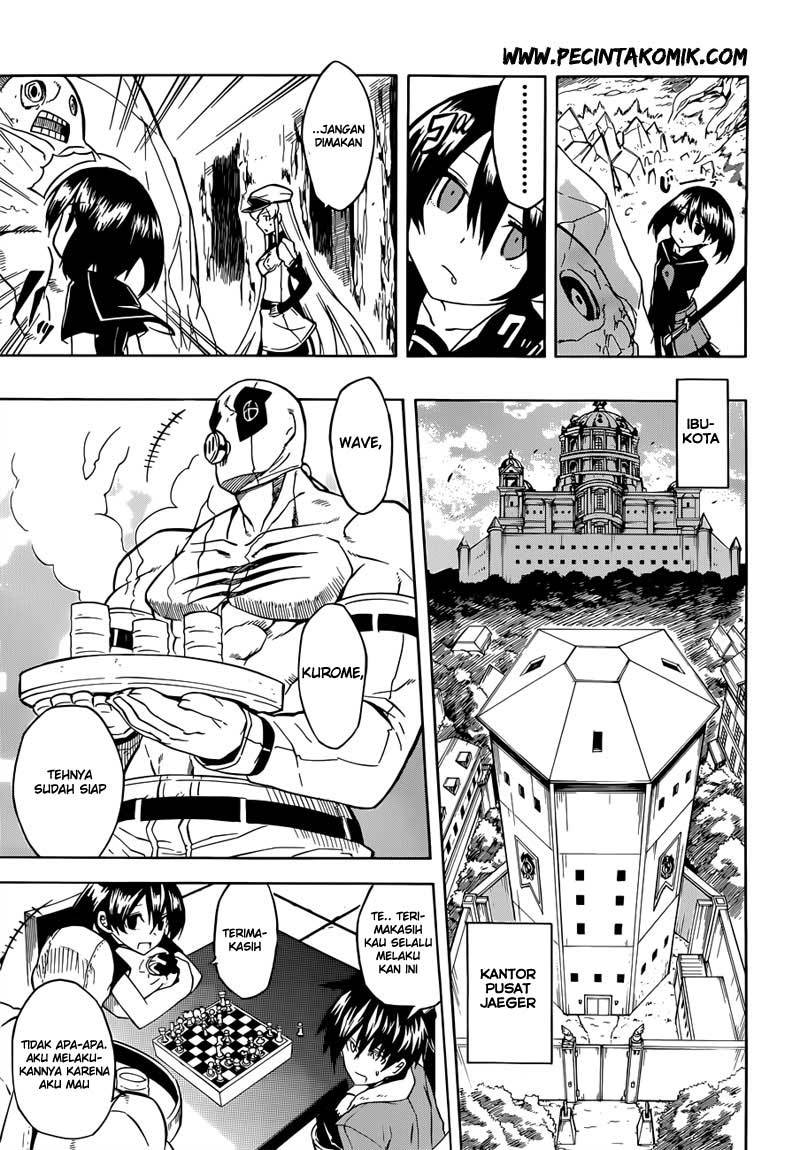 WWW.PECINTAKOMIK.COM
..JANGAN
DIMAKAN
IBU-
KOTA
KANTOR
PUSAT
JAEGER
WAVE,
KUROME,
TEHNYA
SUDAH SIAP
TE.. TERI-
MAKASIH
KAU SELALU
MELAKU
KAN INI
TERIMA-
KASIH
TIDAK APA-APA.
AKU MELAKU-
KANNYA KARENA
AKU MAU